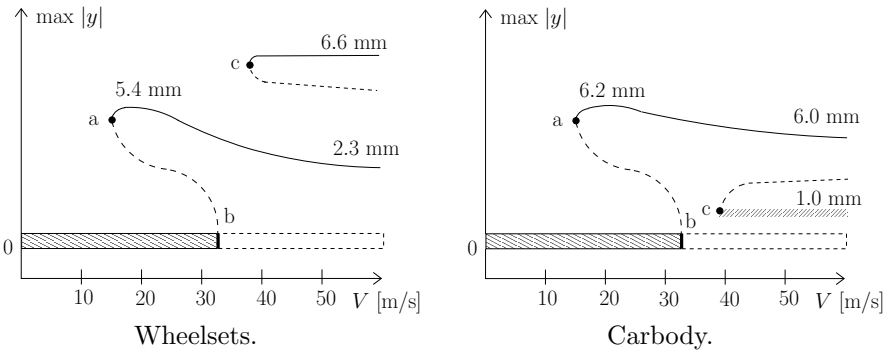 max |y|
6.6 mm
c
5.4 mm
a
2.3 mm
b
0
10 20 30 40 50 V [m/s]
Wheelsets.
max |y|
6.2 mm
a
6.0 mm
c
1.0 mm
b
0
10 20 30 40 50 V [m/s]
Carbody.